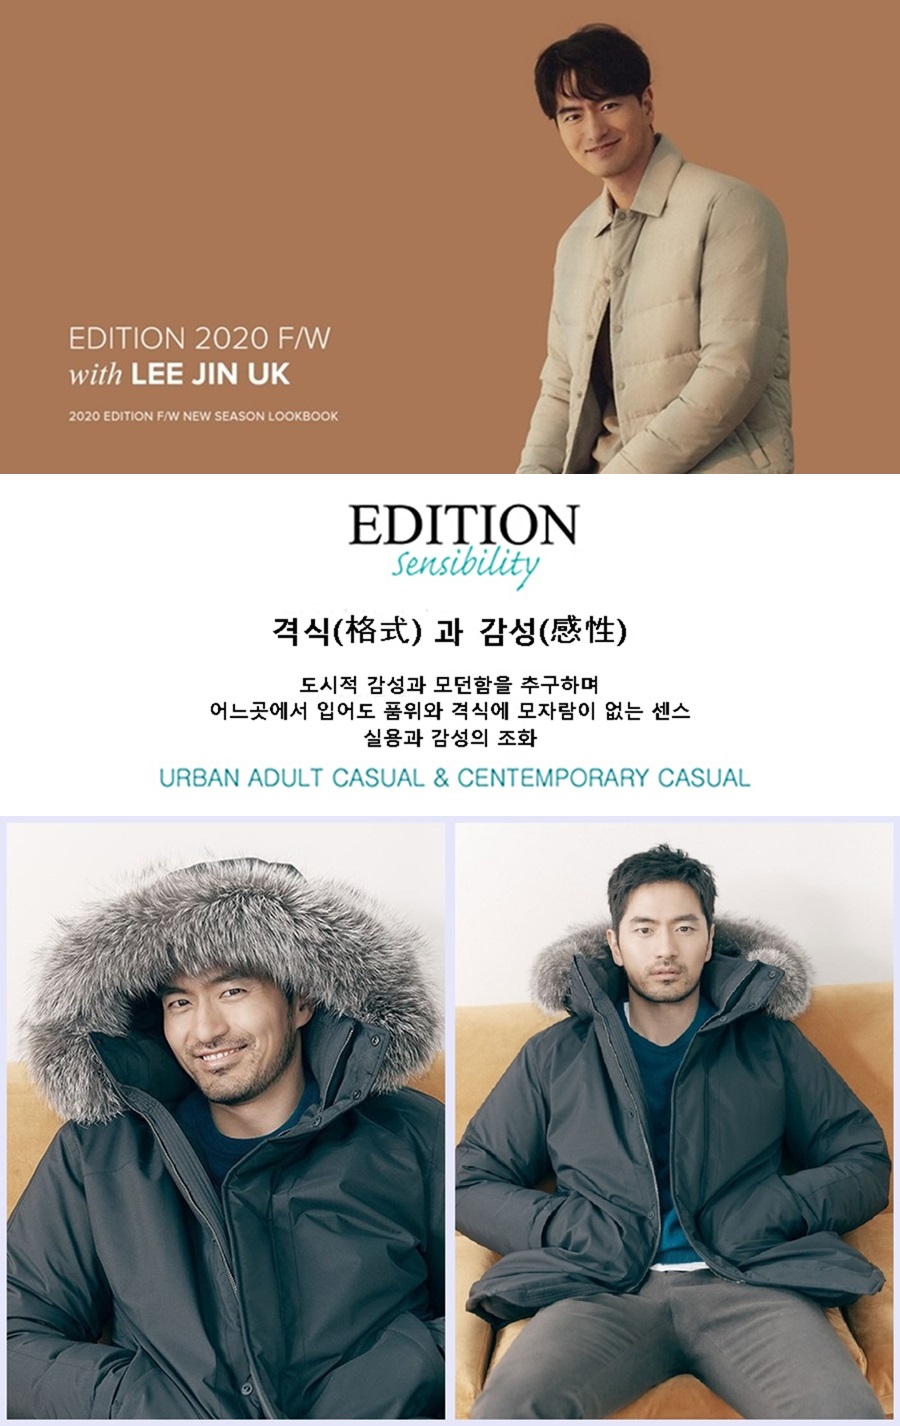 EDITION 2020 F/W
with LEE JIN UK
2020 EDITION F/W NEW SEASON LOOKBOOK
EDITION
Sensibility
격식(格式) 과 감성(感性)
도시적 감성과 모던함을 추구하며
어느곳에서 입어도 품위와 격식에 모자람이 없는 센스
실용과 감성의 조화
URBAN ADULT CASUAL & CENTEMPORARY CASUAL